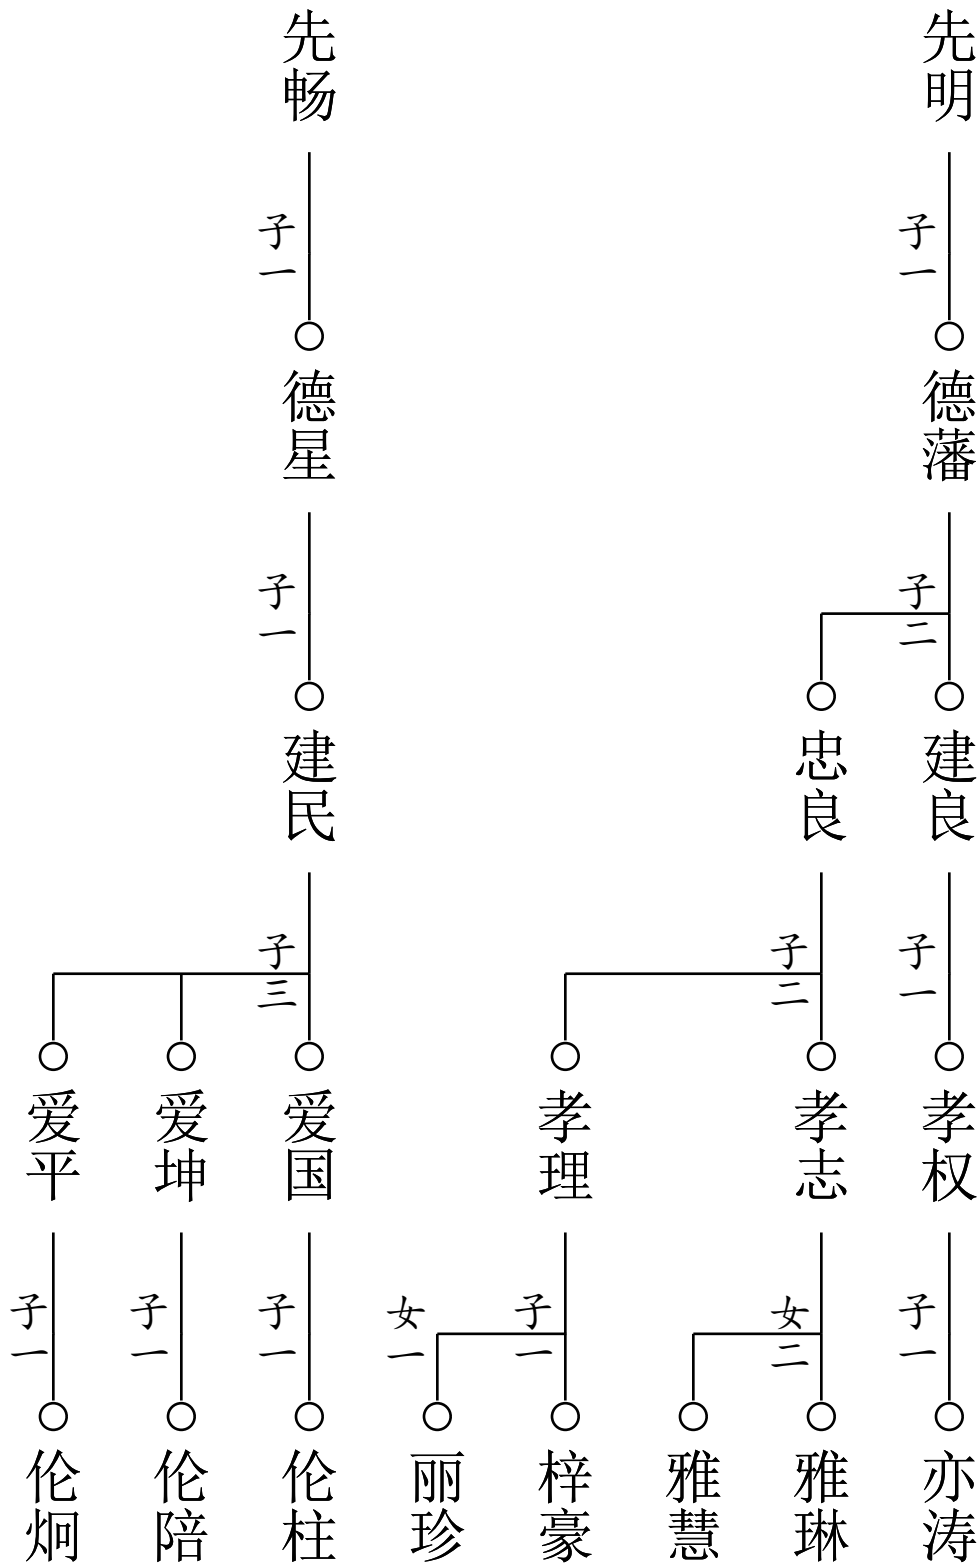 先明
子一
德藩
子二
建良
忠良
子一
孝权
子二
孝志
孝理
子一
亦涛
女二
雅琳
雅慧
子一
梓豪
女一
丽珍
先畅
子一
德星
子一
建民
子三
爱国
爱坤
爱平
子一
伦柱
子一
伦陪
子一
伦炯